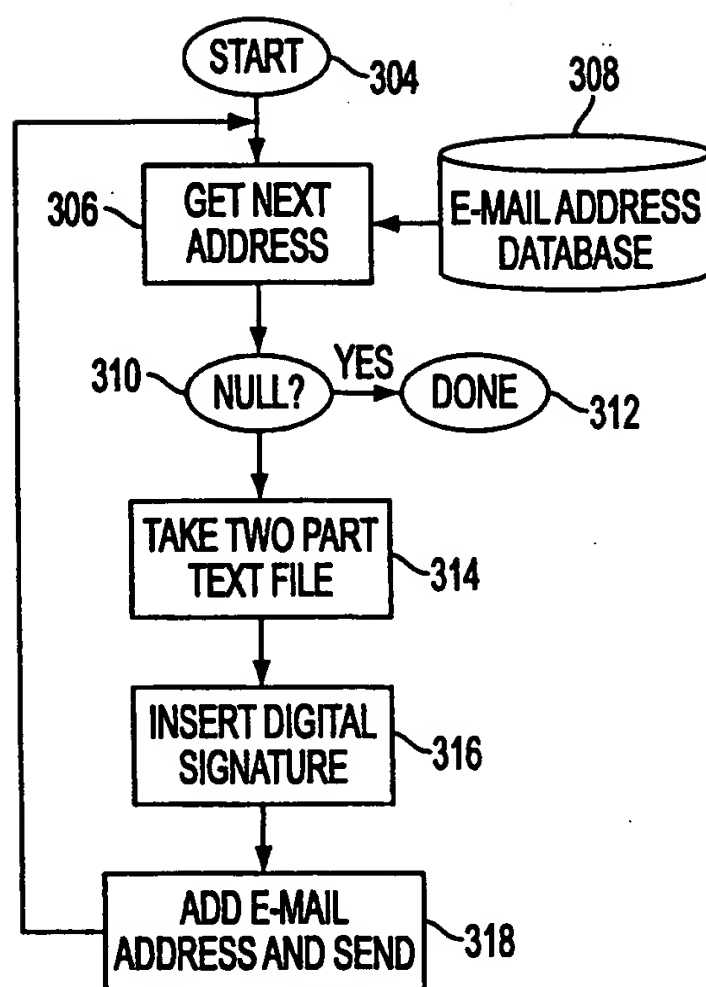 START
304
308
306
GET NEXT
ADDRESS
E-MAIL ADDRESS
DATABASE
310
NULL?
YES
DONE
312
TAKE TWO PART
TEXT FILE
314
INSERT DIGITAL
SIGNATURE
316
ADD E-MAIL
ADDRESS AND SEND
318